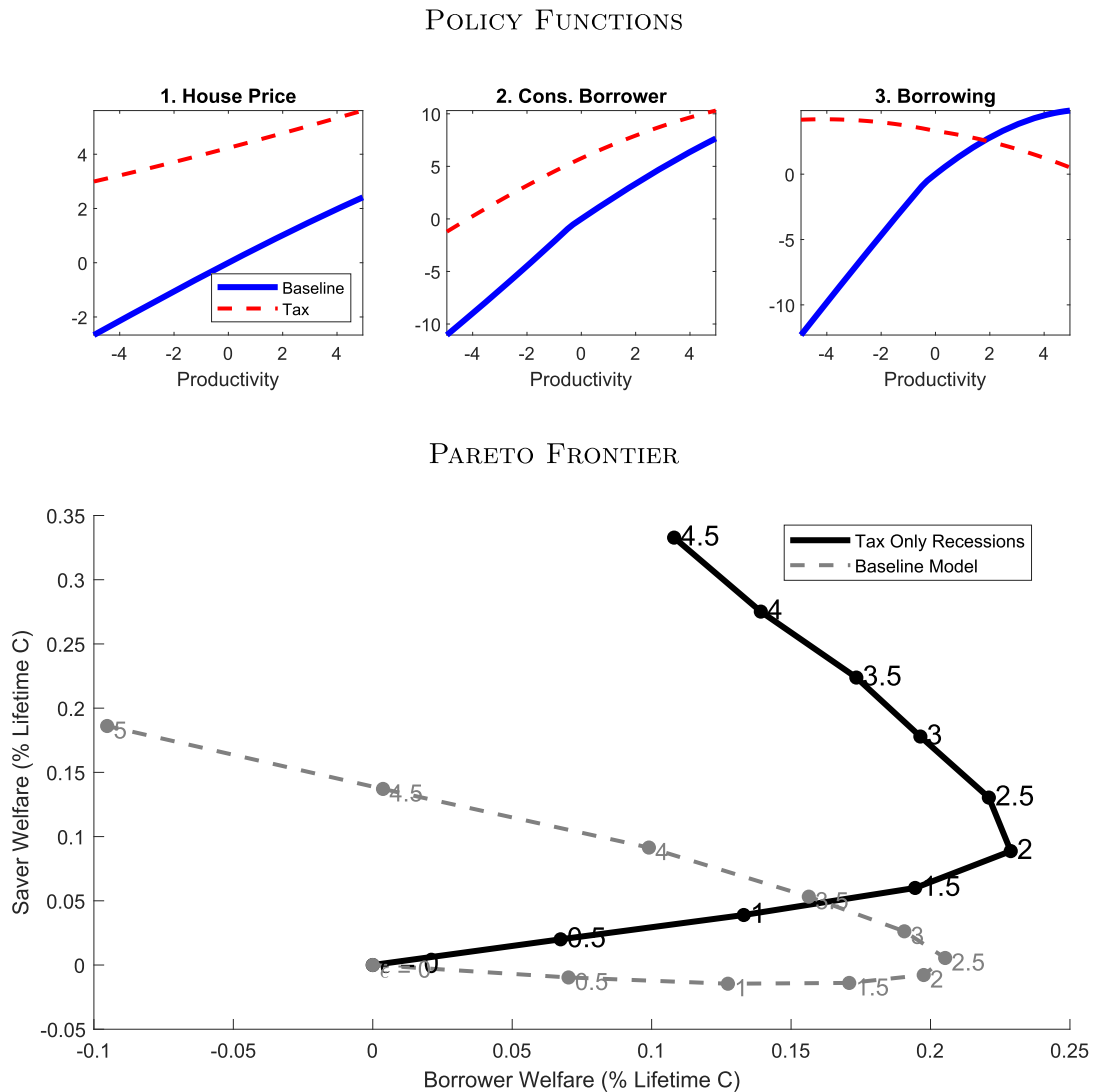 POLICY FUNCTIONS
1. House Price
4
2
0
-2
-4 -2 0 2 4
Productivity
Baseline
Tax
2. Cons. Borrower
10
5
0
-5
-10
-4 -2 0 2 4
Productivity
3. Borrowing
0
-5
-10
-4 -2 0 2 4
Productivity
PARETO FRONTIER
Saver Welfare (% Lifetime C)
0.35
0.3
0.25
0.2
0.15
0.1
0.05
0
-0.05
-0.1 -0.05 0 0.05 0.1 0.15 0.2 0.25
Borrower Welfare (% Lifetime C)
Tax Only Recessions
Baseline Model
4.5
4
3.5
3
2.5
2
1.5
1
0.5
0
5
4.5
4
3.5
3
2.5
2
1.5
1
0.5
= 0